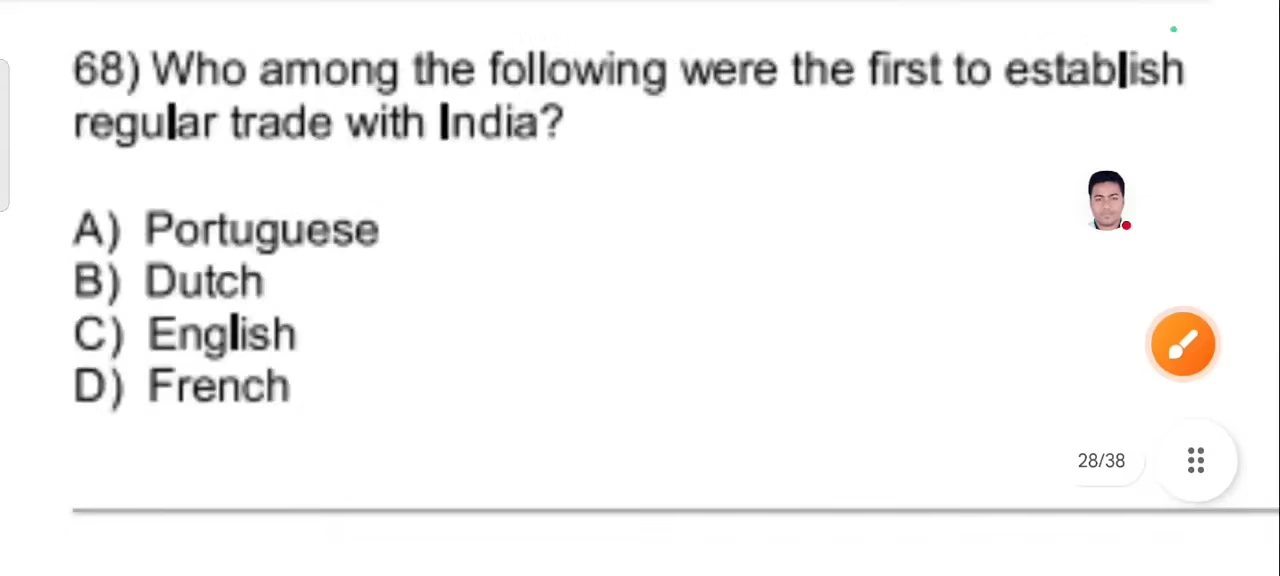 68) Who among the following were the first to establish
regular trade with India?
A) Portuguese
B) Dutch
C) English
D) French
28/38